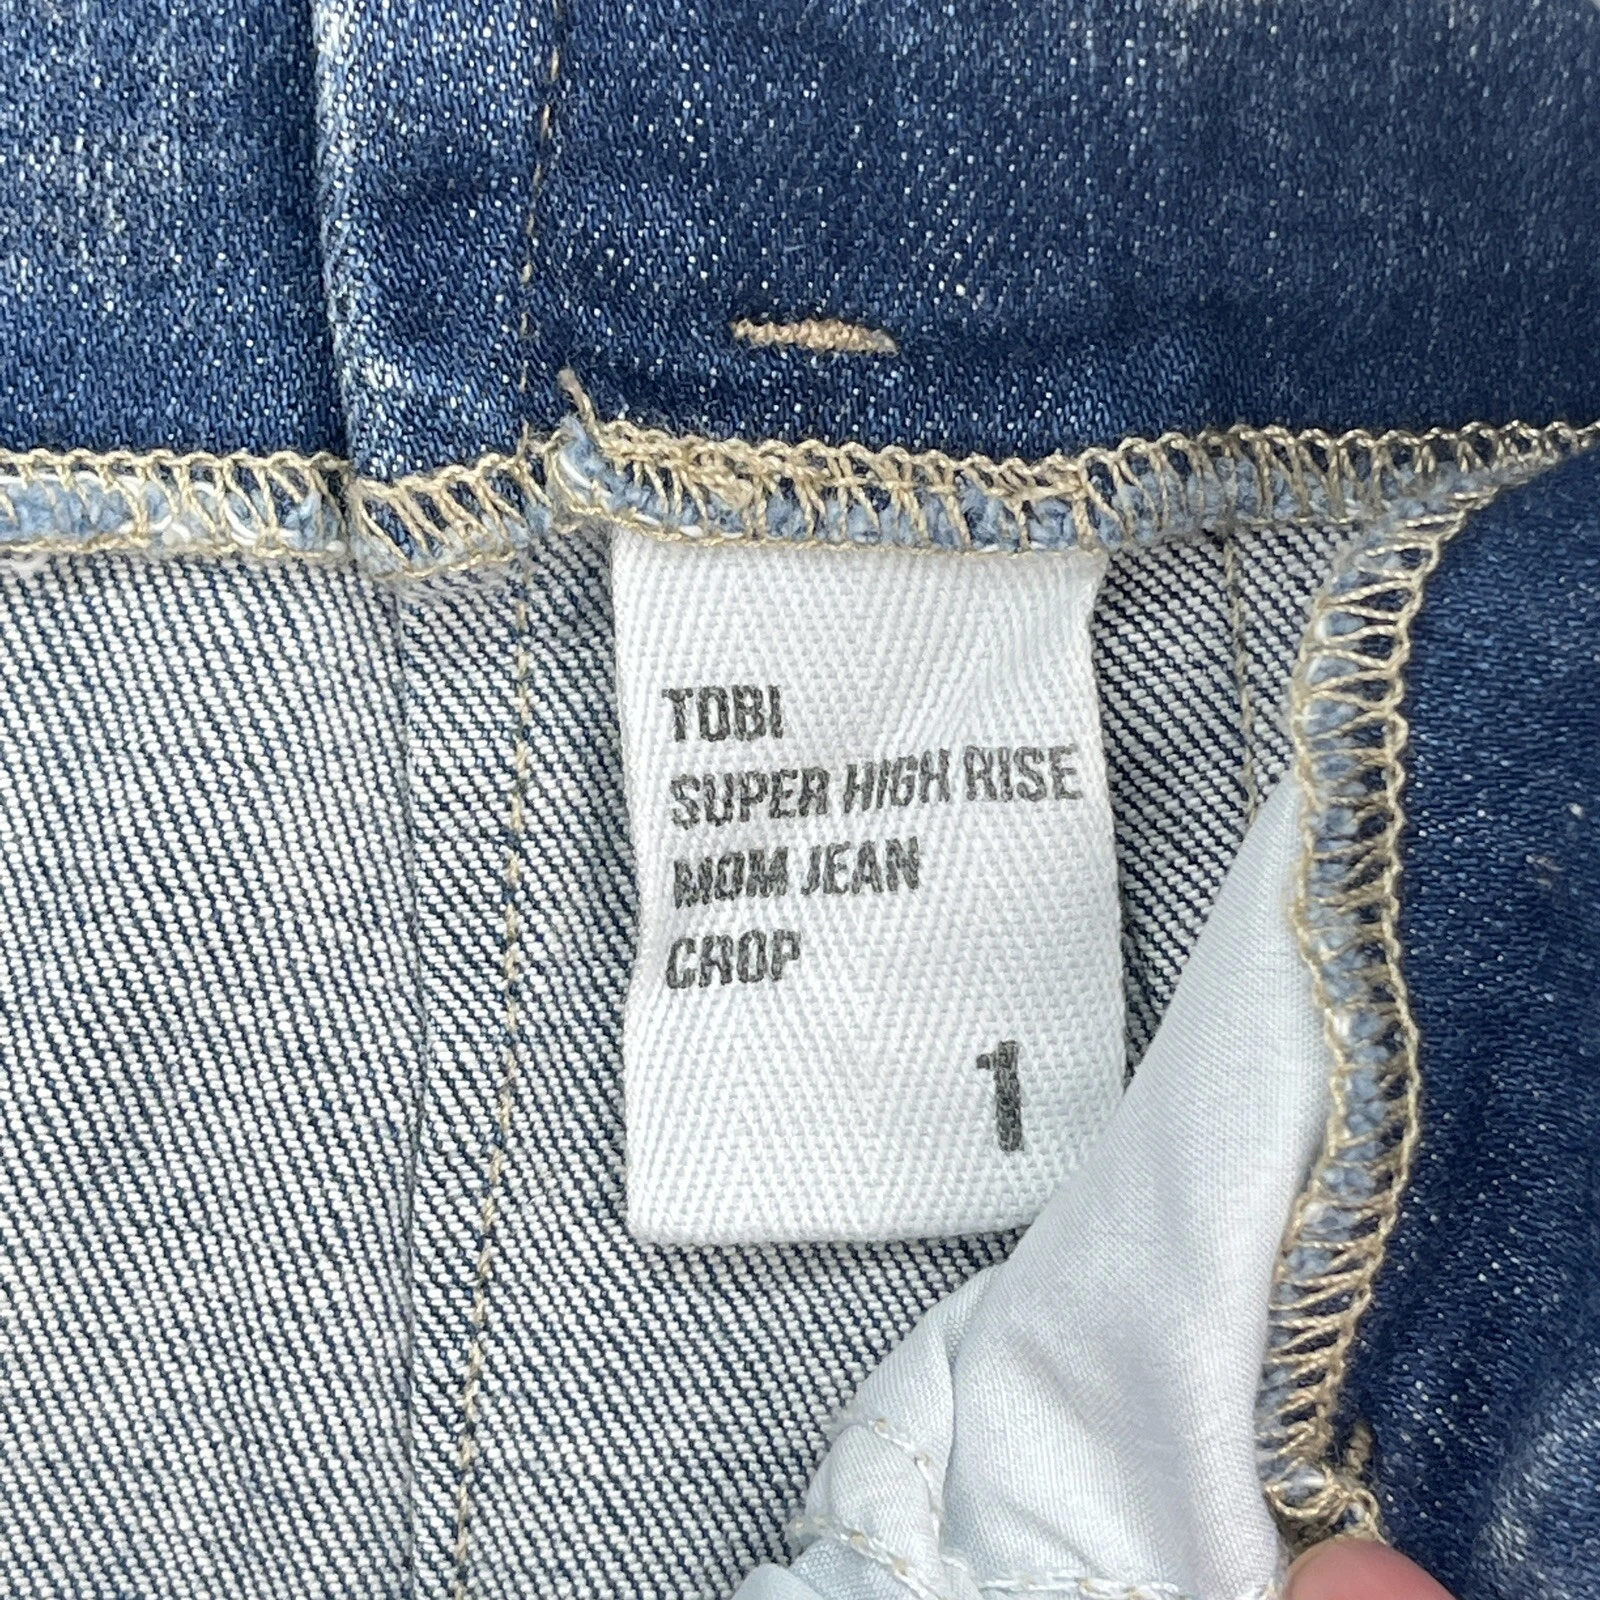 TOBI
SUPER HIGH RISE
MOM JEAN
CROP
1